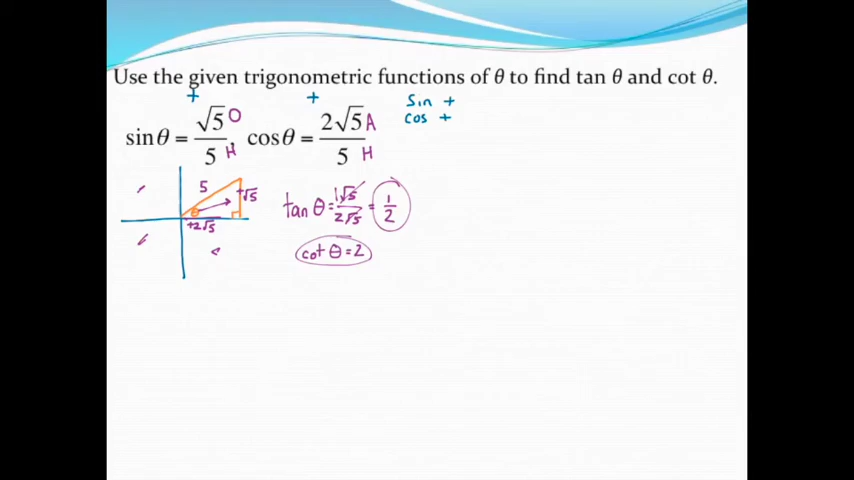 Use the given trigonometric functions of θ to find tan θ and cot θ.
+ + sin +
cos +
sinθ = √5/5 O H, cosθ = 2√5/5 A H
5 +√5
θ
+2√5
tan θ = 1√5/2√5 = 1/2
cot θ = 2